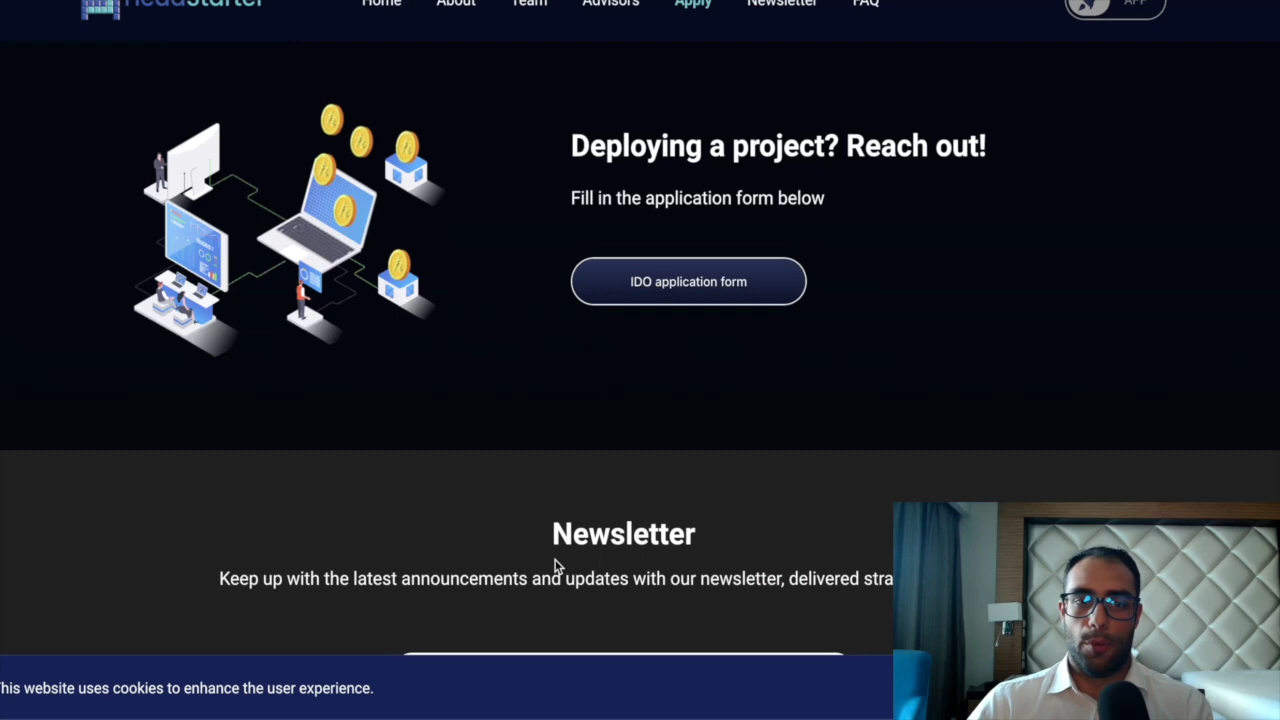 HeadStarter
Home About Team Advisors Apply Newsletter FAQ
APP
Deploying a project? Reach out!
Fill in the application form below
IDO application form
Newsletter
Keep up with the latest announcements and updates with our newsletter, delivered stra
his website uses cookies to enhance the user experience.